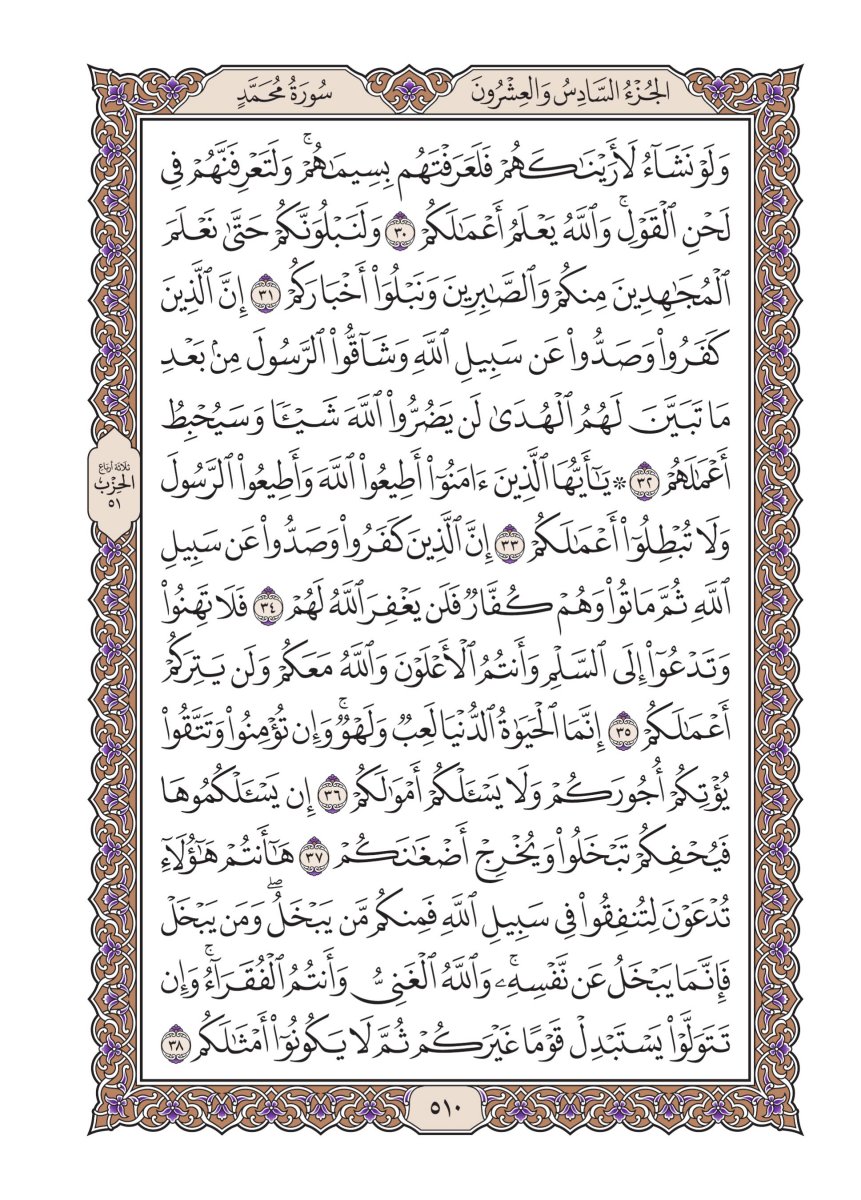 الجُزْءُ السَّادِسُ وَالعِشْرُونَ
سُورَةُ مُحَمَّدٍ
وَلَوْ نَشَآءُ لَأَرَيْنَٰكَهُمْ فَلَعَرَفْتَهُم بِسِيمَٰهُمْۚ وَلَتَعْرِفَنَّهُمْ فِى
لَحْنِ ٱلْقَوْلِۚ وَٱللَّهُ يَعْلَمُ أَعْمَٰلَكُمْ ٣٠ وَلَنَبْلُوَنَّكُمْ حَتَّىٰ نَعْلَمَ
ٱلْمُجَٰهِدِينَ مِنكُمْ وَٱلصَّٰبِرِينَ وَنَبْلُوَا۟ أَخْبَارَكُمْ ٣١ إِنَّ ٱلَّذِينَ
كَفَرُوا۟ وَصَدُّوا۟ عَن سَبِيلِ ٱللَّهِ وَشَآقُّوا۟ ٱلرَّسُولَ مِنۢ بَعْدِ
مَا تَبَيَّنَ لَهُمُ ٱلْهُدَىٰ لَن يَضُرُّوا۟ ٱللَّهَ شَيْـًٔا وَسَيُحْبِطُ
أَعْمَٰلَهُمْ ٣٢ ۞ يَٰٓأَيُّهَا ٱلَّذِينَ ءَامَنُوٓا۟ أَطِيعُوا۟ ٱللَّهَ وَأَطِيعُوا۟ ٱلرَّسُولَ
وَلَا تُبْطِلُوٓا۟ أَعْمَٰلَكُمْ ٣٣ إِنَّ ٱلَّذِينَ كَفَرُوا۟ وَصَدُّوا۟ عَن سَبِيلِ
ٱللَّهِ ثُمَّ مَاتُوا۟ وَهُمْ كُفَّارٌ فَلَن يَغْفِرَ ٱللَّهُ لَهُمْ ٣٤ فَلَا تَهِنُوا۟
وَتَدْعُوٓا۟ إِلَى ٱلسَّلْمِ وَأَنتُمُ ٱلْأَعْلَوْنَ وَٱللَّهُ مَعَكُمْ وَلَن يَتِرَكُمْ
أَعْمَٰلَكُمْ ٣٥ إِنَّمَا ٱلْحَيَوٰةُ ٱلدُّنْيَا لَعِبٌ وَلَهْوٌۚ وَإِن تُؤْمِنُوا۟ وَتَتَّقُوا۟
يُؤْتِكُمْ أُجُورَكُمْ وَلَا يَسْـَٔلْكُمْ أَمْوَٰلَكُمْ ٣٦ إِن يَسْـَٔلْكُمُوهَا
فَيُحْفِكُمْ تَبْخَلُوا۟ وَيُخْرِجْ أَضْغَٰنَكُمْ ٣٧ هَٰٓأَنتُمْ هَٰٓؤُلَآءِ
تُدْعَوْنَ لِتُنفِقُوا۟ فِى سَبِيلِ ٱللَّهِ فَمِنكُم مَّن يَبْخَلُۖ وَمَن يَبْخَلْ
فَإِنَّمَا يَبْخَلُ عَن نَّفْسِهِۦۚ وَٱللَّهُ ٱلْغَنِىُّ وَأَنتُمُ ٱلْفُقَرَآءُۚ وَإِن
تَتَوَلَّوْا۟ يَسْتَبْدِلْ قَوْمًا غَيْرَكُمْ ثُمَّ لَا يَكُونُوٓا۟ أَمْثَٰلَكُم ٣٨
ثلاثة أرباع
الحِزْب
٥١
٥١٠